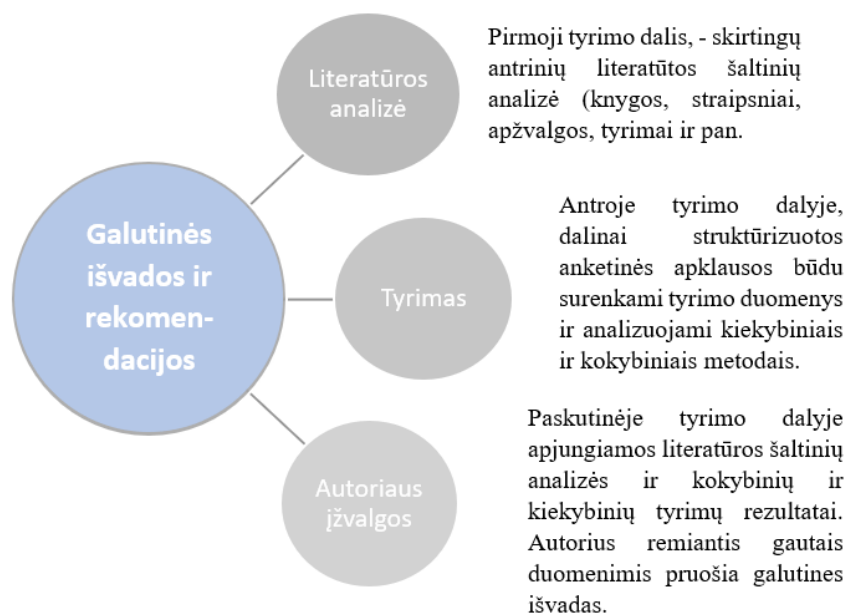 Galutinės
išvados ir
rekomen-
dacijos
Literatūros
analizė
Pirmoji tyrimo dalis, - skirtingų
antrinių literatūtos šaltinių
analizė (knygos, straipsniai,
apžvalgos, tyrimai ir pan.
Tyrimas
Antroje tyrimo dalyje,
dalinai struktūrizuotos
anketinės apklausos būdu
surenkami tyrimo duomenys
ir analizuojami kiekybiniais
ir kokybiniais metodais.
Autoriaus
įžvalgos
Paskutinėje tyrimo dalyje
apjungiamos literatūros šaltinių
analizės ir kokybinių ir
kiekybinių tyrimų rezultatai.
Autorius remiantis gautais
duomenimis pruošia galutines
išvadas.